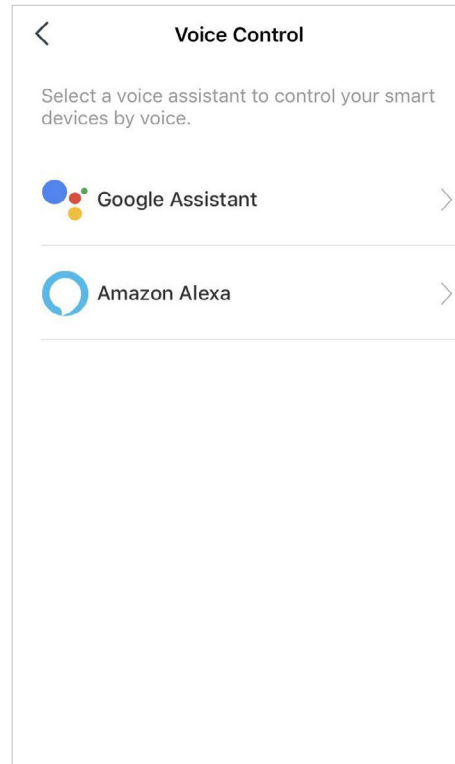 Voice Control
Select a voice assistant to control your smart
devices by voice.
Google Assistant
Amazon Alexa